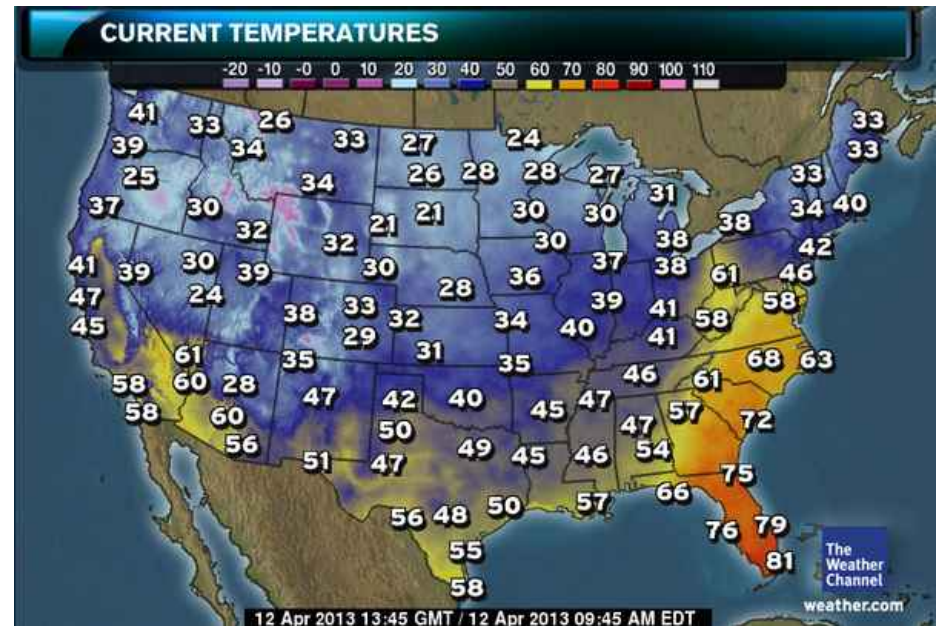 CURRENT TEMPERATURES
-20 -10 -0 0 10 20 30 40 50 60 70 80 90 100 110
41 33 26 33 27 24 33
39 34 33
25 34 26 28 28 27 31 33
37 30 21 21 30 30 34 40
32 32 30 38 38 42
41 39 30 39 30 28 36 37 38 61 46
47 24 38 33 32 34 39 41 58 58
45 29 40 41
61 35 31 35 46 68 63
58 60 28 47 42 40 45 47 61
58 60 50 47 57 72
56 51 47 49 45 46 54
75
56 48 50 57 66
76 79
55 81
58
The
Weather
Channel
weather.com
12 Apr 2013 13:45 GMT / 12 Apr 2013 09:45 AM EDT